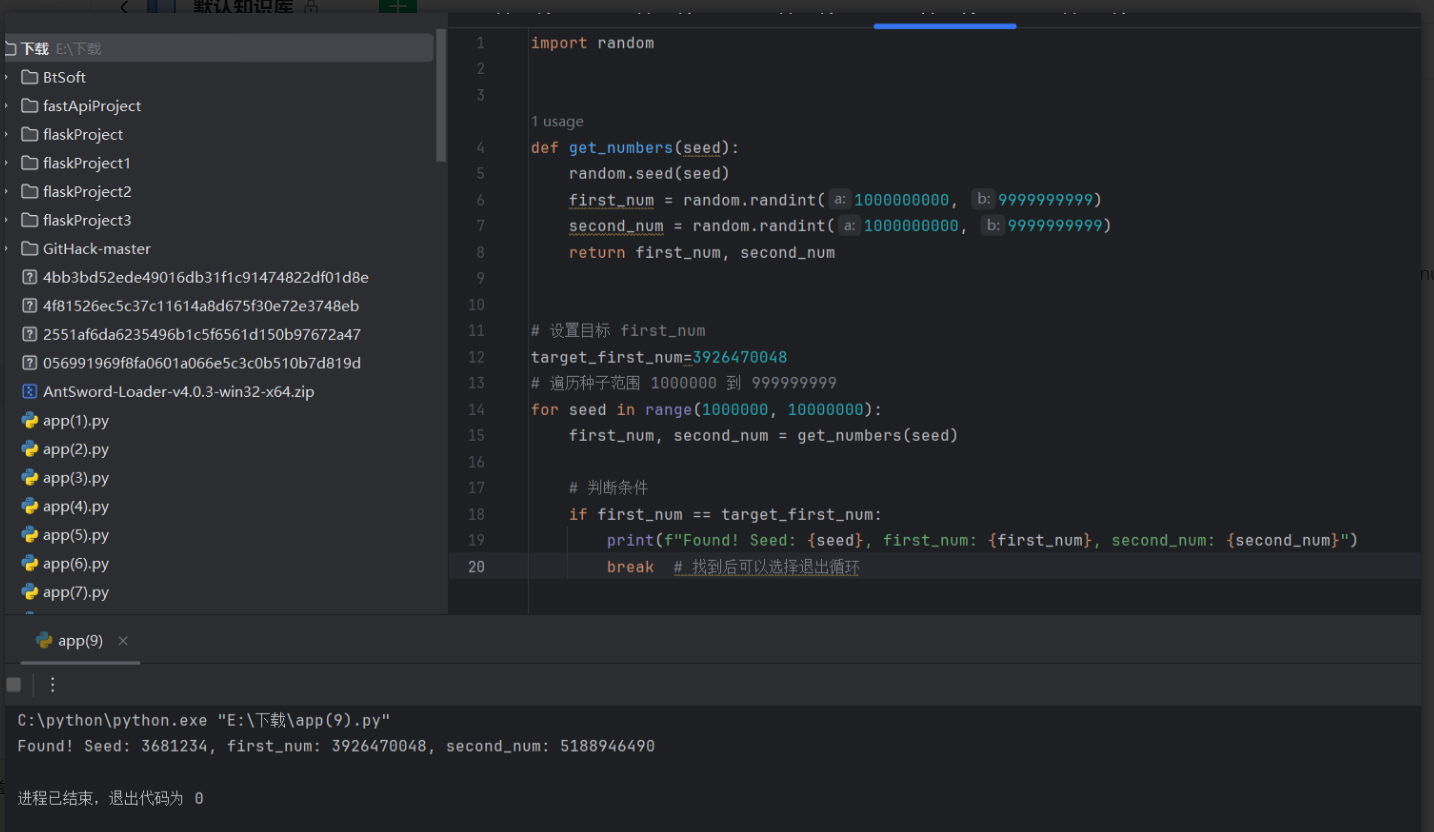 默认知识库
下载 E:\下载
BtSoft
fastApiProject
flaskProject
flaskProject1
flaskProject2
flaskProject3
GitHack-master
4bb3bd52ede49016db31f1c91474822df01d8e
4f81526ec5c37c11614a8d675f30e72e3748eb
2551af6da6235496b1c5f6561d150b97672a47
056991969f8fa0601a066e5c3c0b510b7d819d
AntSword-Loader-v4.0.3-win32-x64.zip
app(1).py
app(2).py
app(3).py
app(4).py
app(5).py
app(6).py
app(7).py
1 import random
2
3
1 usage
4 def get_numbers(seed):
5 random.seed(seed)
6 first_num = random.randint( a: 1000000000, b: 9999999999)
7 second_num = random.randint( a: 1000000000, b: 9999999999)
8 return first_num, second_num
9
10
11 # 设置目标 first_num
12 target_first_num=3926470048
13 # 遍历种子范围 1000000 到 999999999
14 for seed in range(1000000, 10000000):
15 first_num, second_num = get_numbers(seed)
16
17 # 判断条件
18 if first_num == target_first_num:
19 print(f"Found! Seed: {seed}, first_num: {first_num}, second_num: {second_num}")
20 break # 找到后可以选择退出循环
app(9)
C:\python\python.exe "E:\下载\app(9).py"
Found! Seed: 3681234, first_num: 3926470048, second_num: 5188946490
进程已结束，退出代码为 0